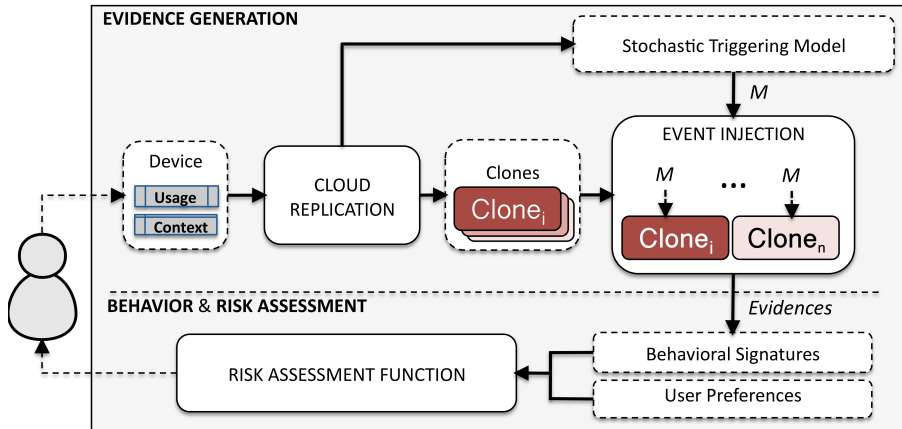 EVIDENCE GENERATION
Stochastic Triggering Model
M
Device
Usage
Context
CLOUD
REPLICATION
Clones
Clone_i
EVENT INJECTION
M ... M
Clone_i Clone_n
BEHAVIOR & RISK ASSESSMENT
Evidences
RISK ASSESSMENT FUNCTION
Behavioral Signatures
User Preferences